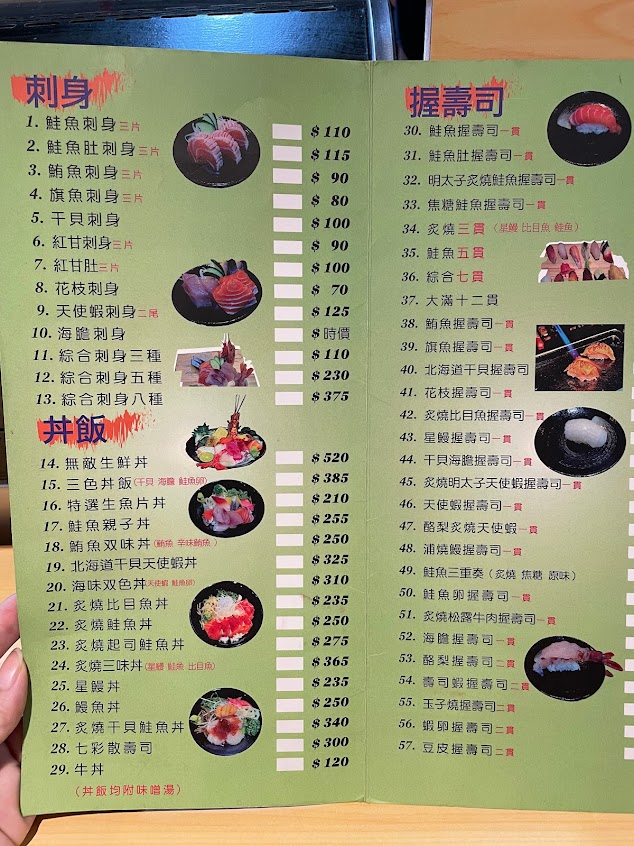 刺身
1. 鮭魚刺身三片 $110
2. 鮭魚肚刺身三片 $115
3. 鮪魚刺身三片 $90
4. 旗魚刺身三片 $80
5. 干貝刺身 $100
6. 紅甘刺身三片 $90
7. 紅甘肚三片 $100
8. 花枝刺身 $70
9. 天使蝦刺身二尾 $125
10. 海膽刺身 $時價
11. 綜合刺身三種 $110
12. 綜合刺身五種 $230
13. 綜合刺身八種 $375
丼飯
14. 無敵生鮮丼 $520
15. 三色丼飯(干貝 海膽 鮭魚卵) $385
16. 特選生魚片丼 $210
17. 鮭魚親子丼 $255
18. 鮪魚双味丼(鮪魚 辛味鮪魚) $250
19. 北海道干貝天使蝦丼 $325
20. 海味双色丼(天使蝦 鮭魚卵) $310
21. 炙燒比目魚丼 $235
22. 炙燒鮭魚丼 $250
23. 炙燒起司鮭魚丼 $275
24. 炙燒三味丼(星鰻 鮭魚 比目魚) $365
25. 星鰻丼 $235
26. 鰻魚丼 $250
27. 炙燒干貝鮭魚丼 $340
28. 七彩散壽司 $300
29. 牛丼 $120
(丼飯均附味噌湯)
握壽司
30. 鮭魚握壽司一貫
31. 鮭魚肚握壽司一貫
32. 明太子炙燒鮭魚握壽司一貫
33. 焦糖鮭魚握壽司一貫
34. 炙燒三貫(星鰻 比目魚 鮭魚)
35. 鮭魚五貫
36. 綜合七貫
37. 大滿十二貫
38. 鮪魚握壽司一貫
39. 旗魚握壽司一貫
40. 北海道干貝握壽司
41. 花枝握壽司一貫
42. 炙燒比目魚握壽司一貫
43. 星鰻握壽司一貫
44. 干貝海膽握壽司一貫
45. 炙燒明太子天使蝦握壽司一貫
46. 天使蝦握壽司一貫
47. 酪梨炙燒天使蝦一貫
48. 浦燒鰻握壽司一貫
49. 鮭魚三重奏(炙燒 焦糖 原味)
50. 鮭魚卵握壽司一貫
51. 炙燒松露牛肉握壽司一貫
52. 海膽握壽司一貫
53. 酪梨握壽司二貫
54. 壽司蝦握壽司二貫
55. 玉子燒握壽司二貫
56. 蝦卵握壽司二貫
57. 豆皮握壽司二貫